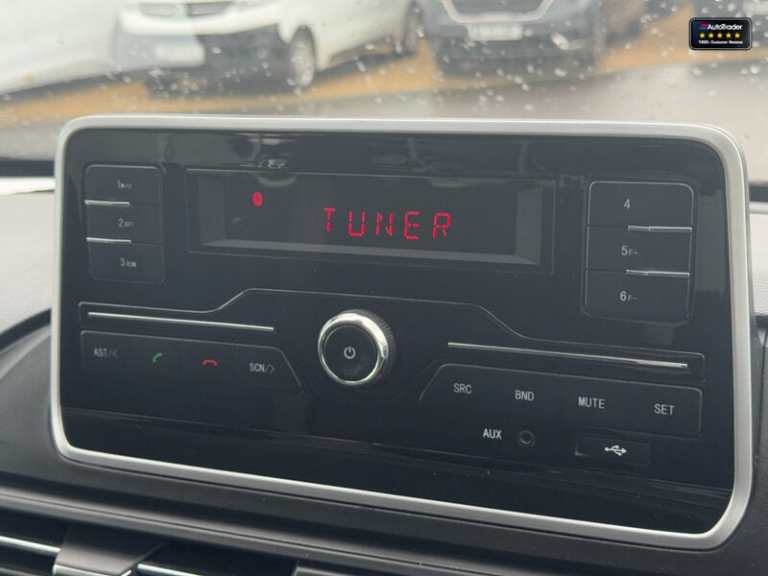 AutoTrader
TUNER
1
2
3
4
5
6
AST/<
SCN/>
SRC
BND
MUTE
SET
AUX